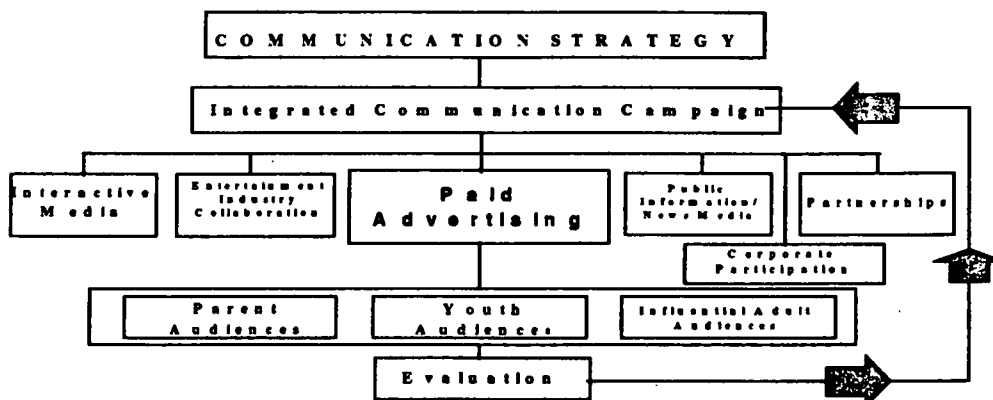 COMMUNICATION STRATEGY
Integrated Communication Campaign
Interactive
Media
Entertainment
Industry
Collaboration
Paid
Advertising
Public
Information/
News Media
Partnerships
Corporate
Participation
Parent
Audiences
Youth
Audiences
Influential Adult
Audiences
Evaluation